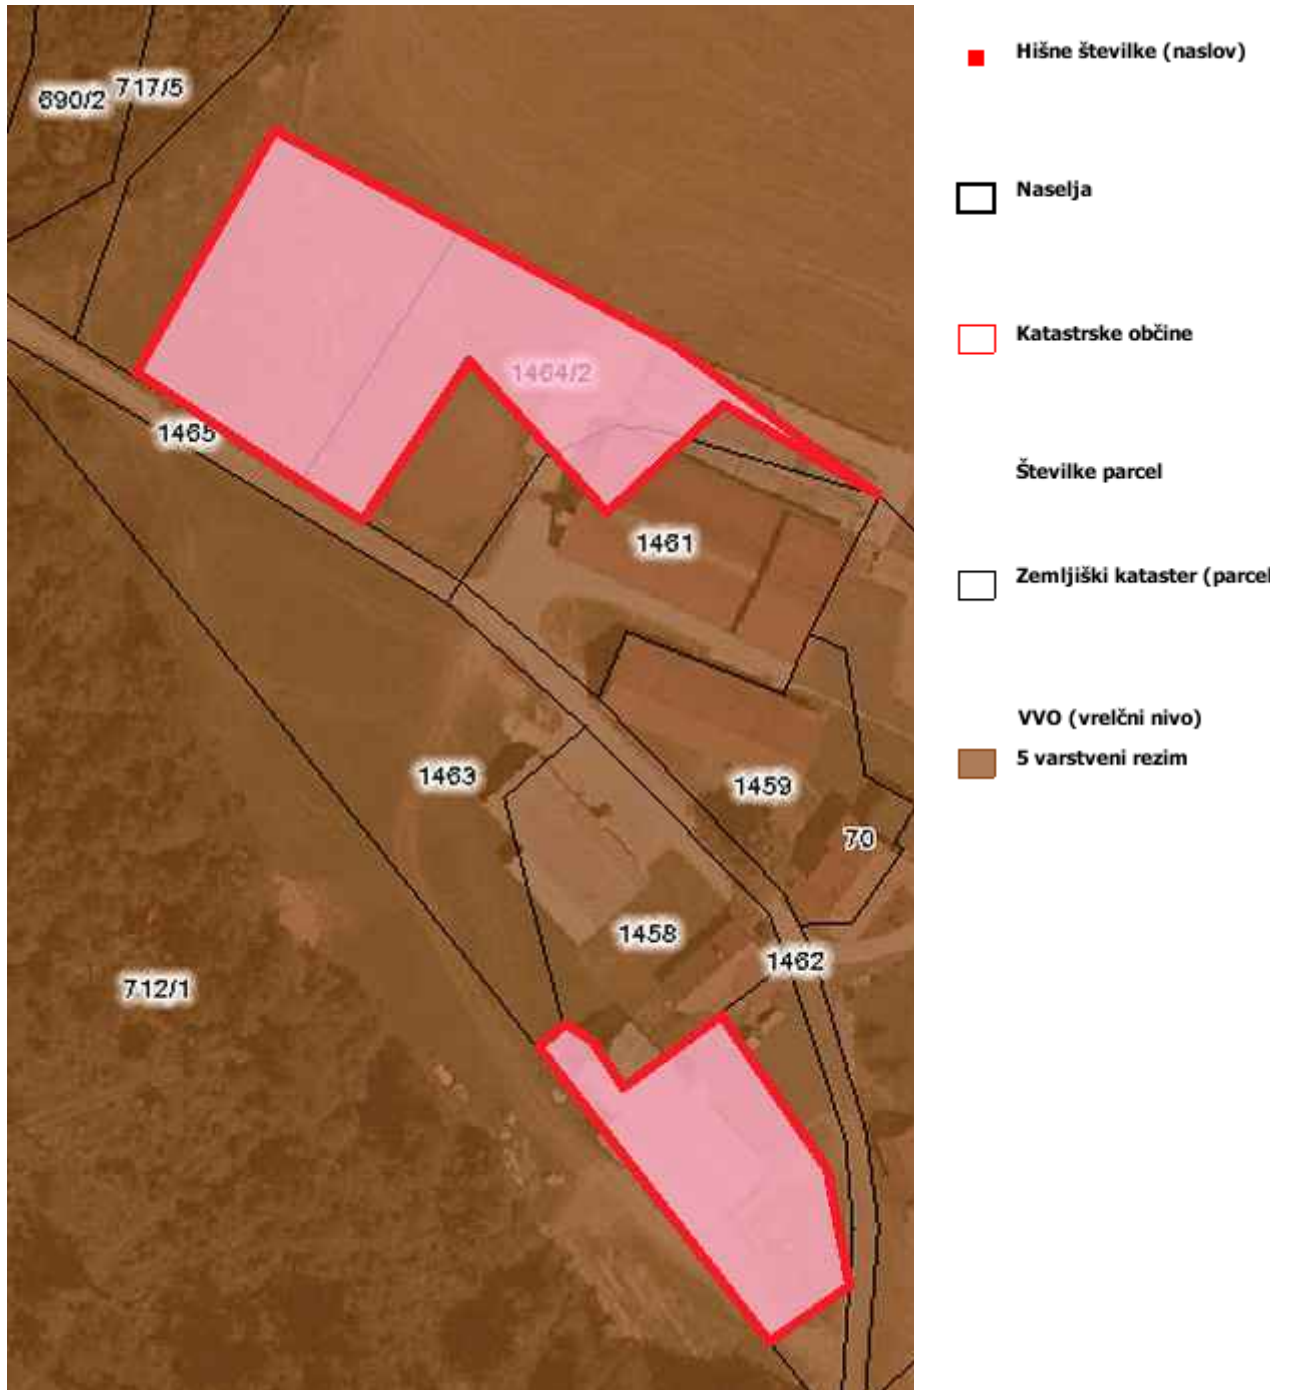 690/2
717/5
1464/2
1465
1461
1463
1459
70
1458
1462
712/1
Hišne številke (naslov)
Naselja
Katastrske občine
Številke parcel
Zemljiški kataster (parcel
VVO (vrelčni nivo)
5 varstveni rezim